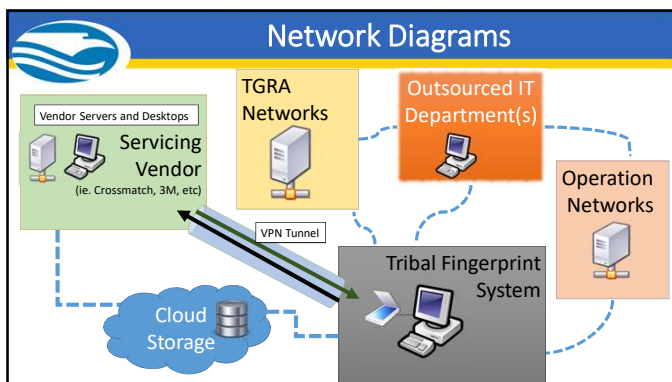 Network Diagrams
Vendor Servers and Desktops
Servicing
Vendor
(ie. Crossmatch, 3M, etc)
TGRA
Networks
Outsourced IT
Department(s)
Operation
Networks
VPN Tunnel
Tribal Fingerprint
System
Cloud
Storage